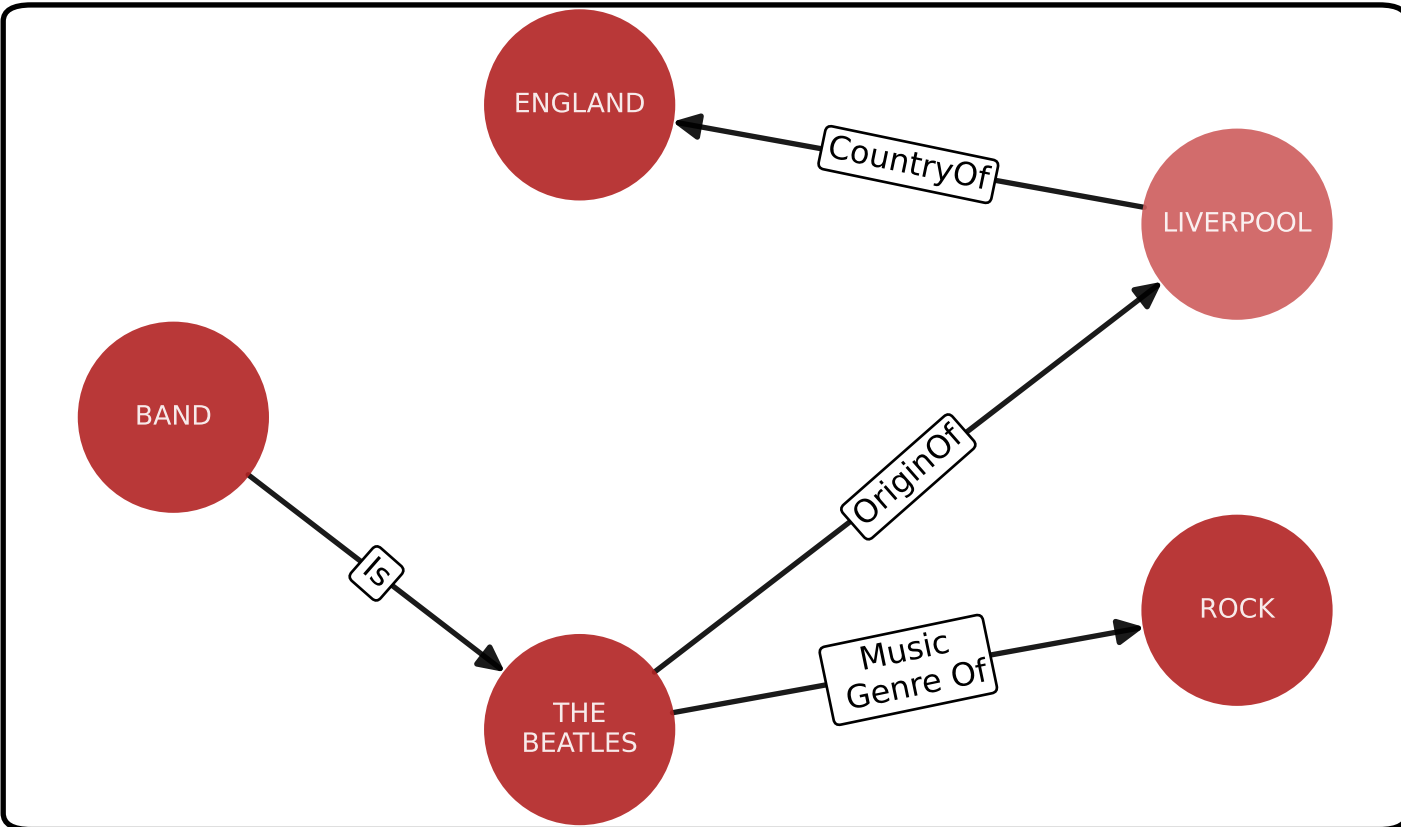 ENGLAND
CountryOf
LIVERPOOL
BAND
OriginOf
Is
ROCK
Music
Genre Of
THE
BEATLES